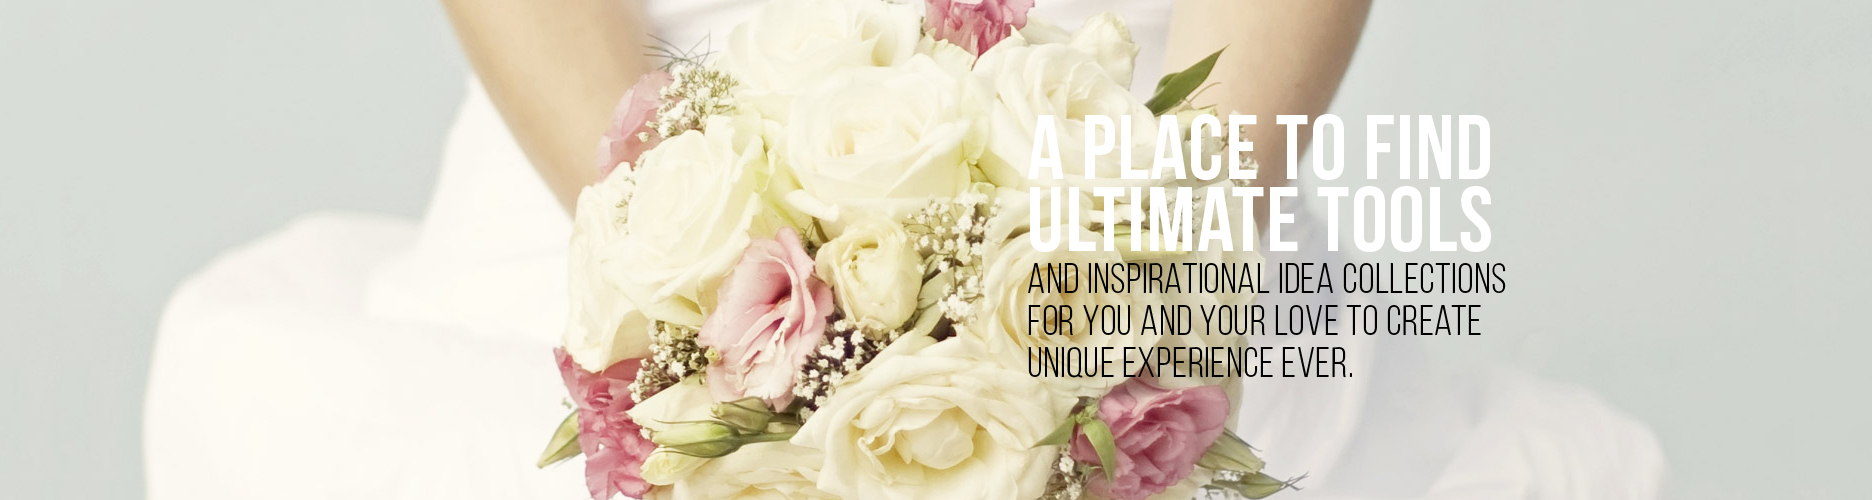 A PLACE TO FIND
ULTIMATE TOOLS
AND INSPIRATIONAL IDEA COLLECTIONS
FOR YOU AND YOUR LOVE TO CREATE
UNIQUE EXPERIENCE EVER.